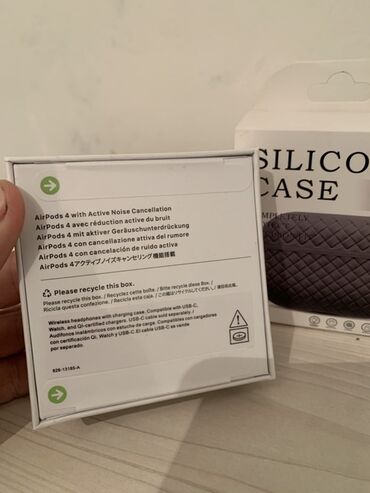 SILICO
CASE
AirPods 4 with Active Noise Cancellation
AirPods 4 avec réduction active du bruit
AirPods 4 mit aktiver Geräuschunterdrückung
AirPods 4 con cancellazione attiva del rumore
AirPods 4 con cancelación de ruido activa
AirPods 4アクティブノイズキャンセリング機能搭載
Please recycle this box.
Please recycle this box. / Recyclez cette boîte. / Bitte recycle diese Box. /
Ricicla questa confezione. / Recicla esta caja. / この箱はリサイクルしてください。/
Wireless headphones with charging case. Compatible with USB-C,
Watch, and Qi-certified chargers. USB-C cable sold separately. /
Audífonos inalámbricos con estuche de carga. Compatibles con cargadores
con certificación Qi, Watch y USB-C. El cable USB-C se vende
por separado.